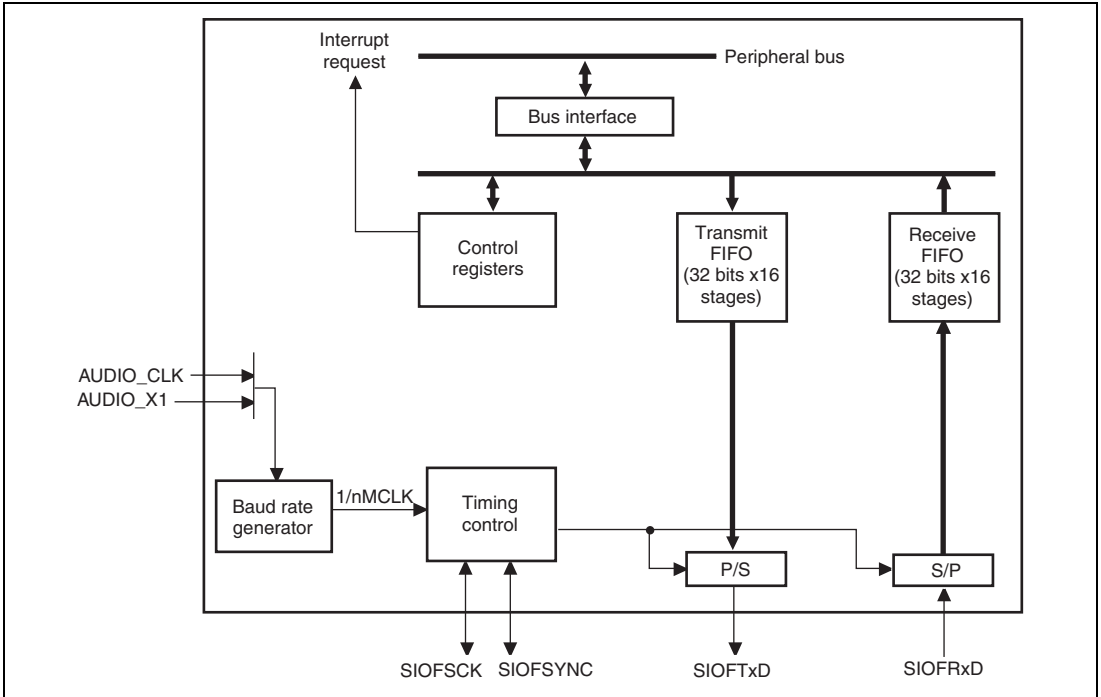 Interrupt
request
Peripheral bus
Bus interface
Control
registers
Transmit
FIFO
(32 bits x16
stages)
Receive
FIFO
(32 bits x16
stages)
AUDIO_CLK
AUDIO_X1
Baud rate
generator
1/nMCLK
Timing
control
P/S
S/P
SIOFSCK
SIOFSYNC
SIOFTxD
SIOFRxD